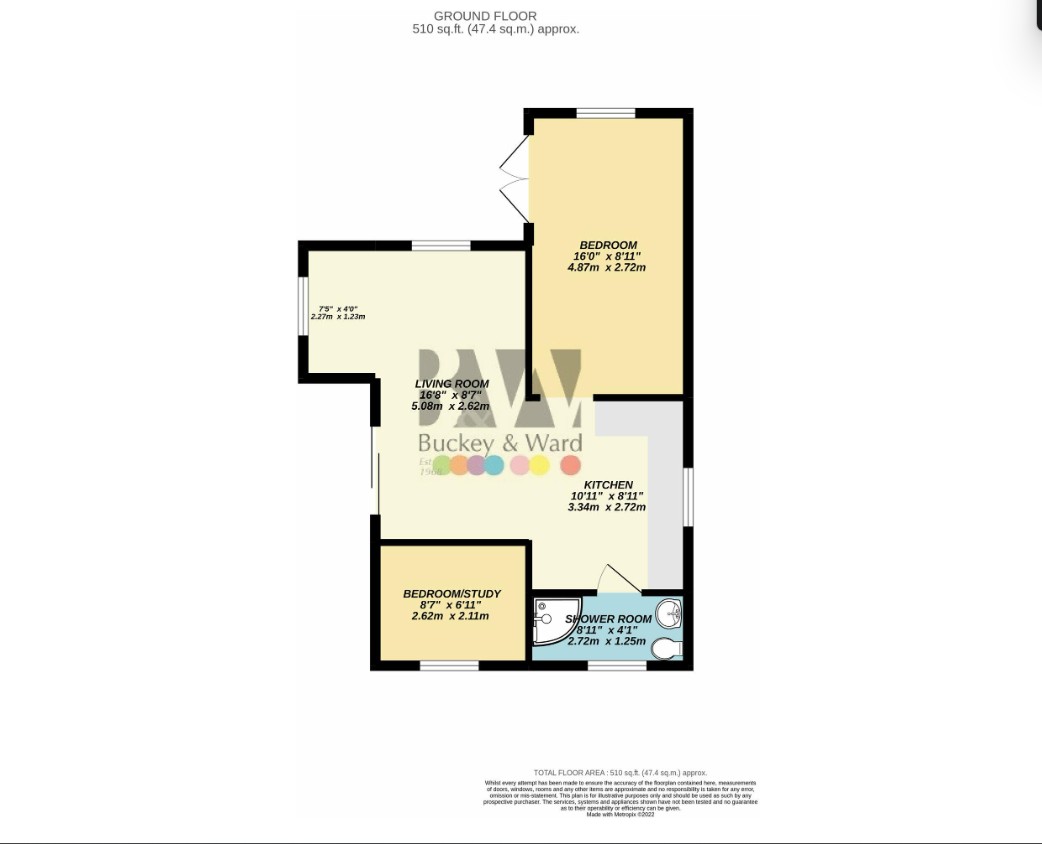 GROUND FLOOR
510 sq.ft. (47.4 sq.m.) approx.
BEDROOM
16'0" x 8'11"
4.87m x 2.72m
7'5" x 4'0"
2.27m x 1.23m
LIVING ROOM
16'8" x 8'7"
5.08m x 2.62m
B&W
Buckey & Ward
Est
1968
KITCHEN
10'11" x 8'11"
3.34m x 2.72m
BEDROOM/STUDY
8'7" x 6'11"
2.62m x 2.11m
SHOWER ROOM
8'11" x 4'1"
2.72m x 1.25m
TOTAL FLOOR AREA : 510 sq.ft. (47.4 sq.m.) approx.
Whilst every attempt has been made to ensure the accuracy of the floorplan contained here, measurements
of doors, windows, rooms and any other items are approximate and no responsibility is taken for any error,
omission or mis-statement. This plan is for illustrative purposes only and should be used as such by any
prospective purchaser. The services, systems and appliances shown have not been tested and no guarantee
as to their operability or efficiency can be given.
Made with Metropix ©2022